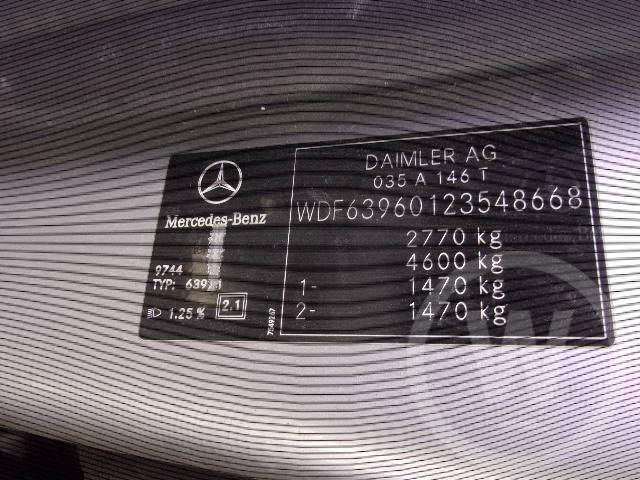 DAIMLER AG
035 A 146 T
WDF63960123548668
2770 kg
4600 kg
1- 1470 kg
2- 1470 kg
Mercedes-Benz
9744
TYP:
1.25 %
2.1